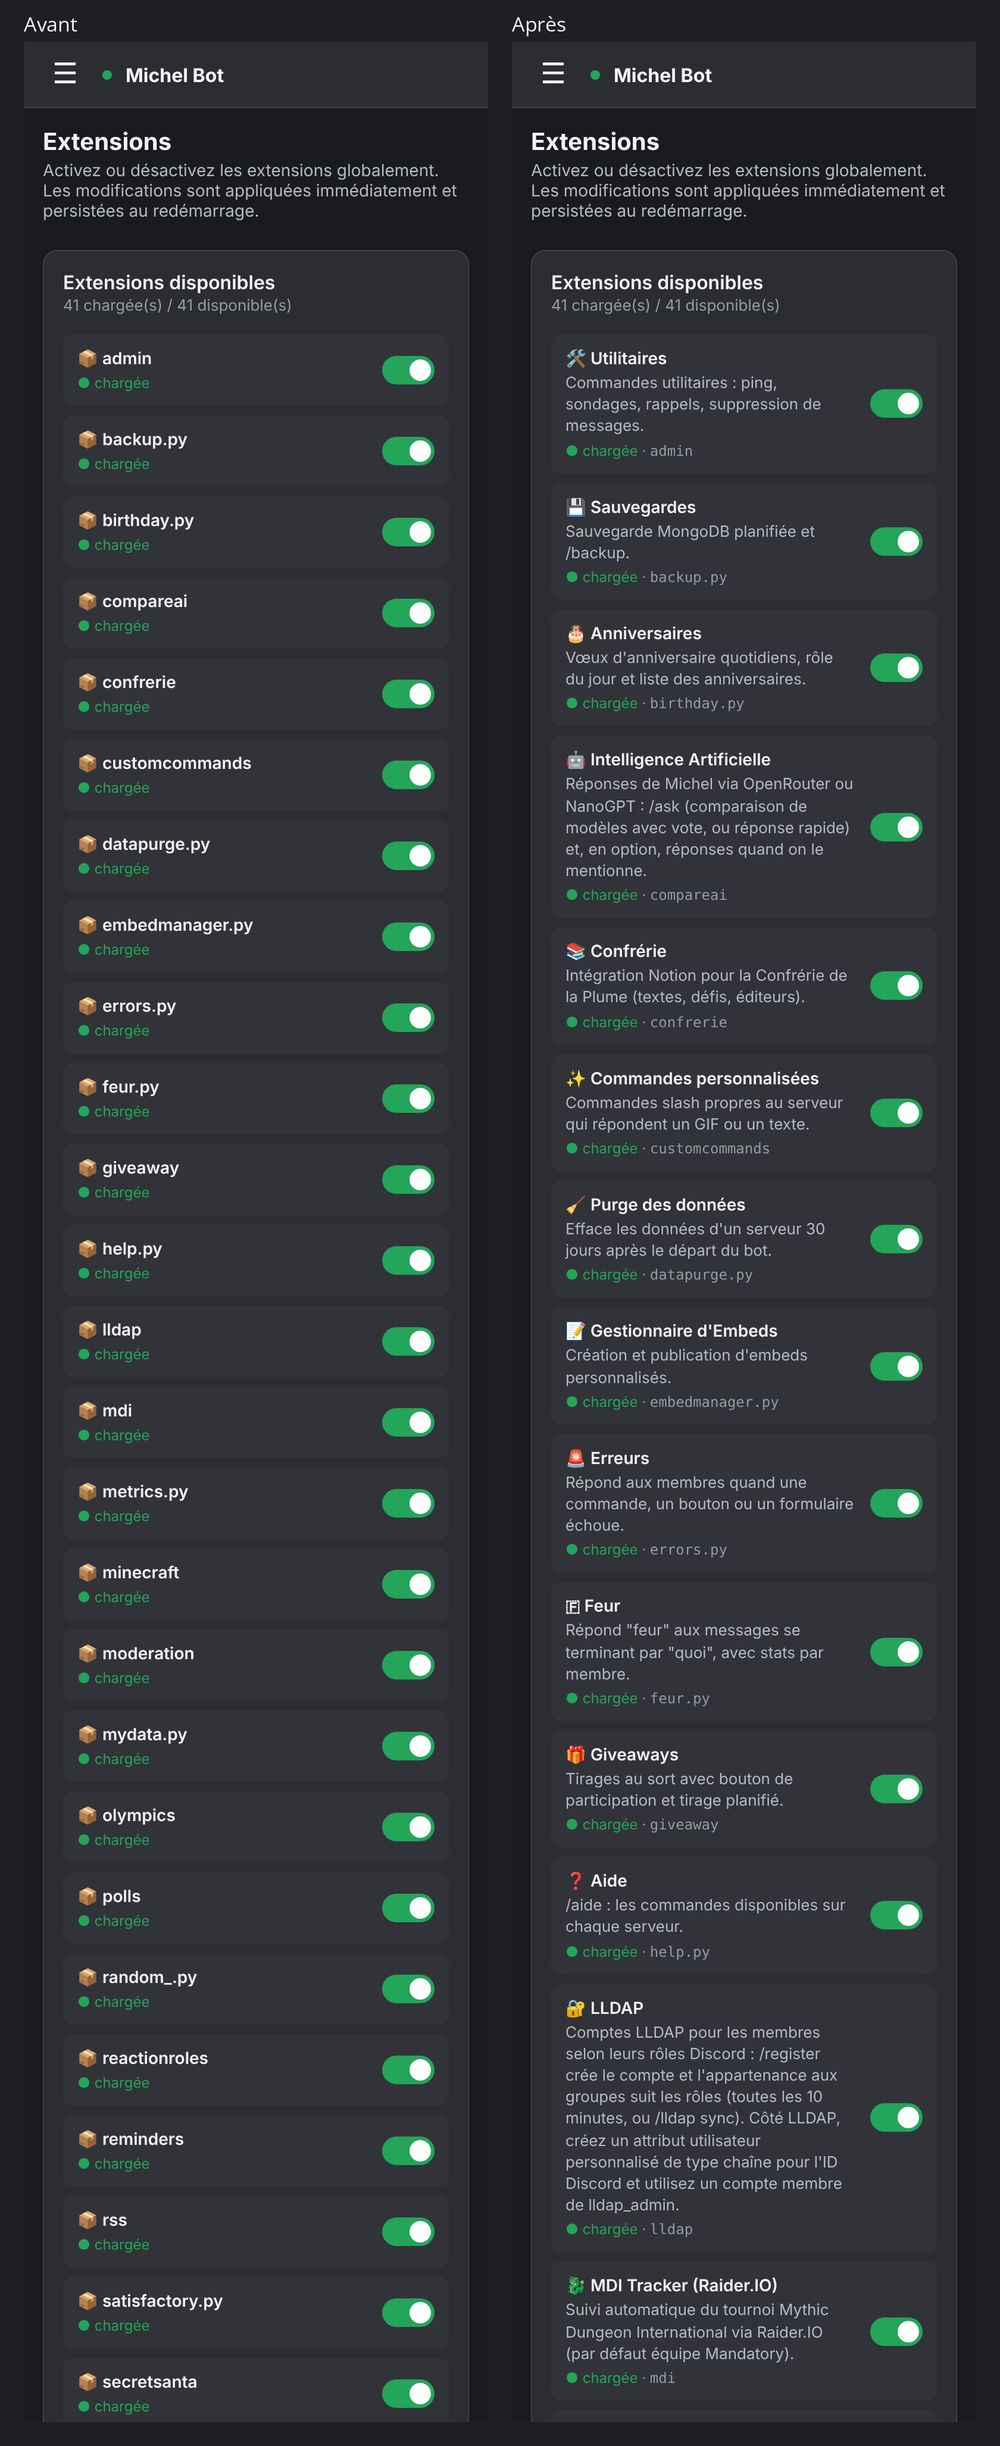 Avant
☰ Michel Bot
Extensions
Activez ou désactivez les extensions globalement.
Les modifications sont appliquées immédiatement et
persistées au redémarrage.
Extensions disponibles
41 chargée(s) / 41 disponible(s)
📦 admin
chargée
📦 backup.py
chargée
📦 birthday.py
chargée
📦 compareai
chargée
📦 confrerie
chargée
📦 customcommands
chargée
📦 datapurge.py
chargée
📦 embedmanager.py
chargée
📦 errors.py
chargée
📦 feur.py
chargée
📦 giveaway
chargée
📦 help.py
chargée
📦 lldap
chargée
📦 mdi
chargée
📦 metrics.py
chargée
📦 minecraft
chargée
📦 moderation
chargée
📦 mydata.py
chargée
📦 olympics
chargée
📦 polls
chargée
📦 random_.py
chargée
📦 reactionroles
chargée
📦 reminders
chargée
📦 rss
chargée
📦 satisfactory.py
chargée
📦 secretsanta
chargée
Après
☰ Michel Bot
Extensions
Activez ou désactivez les extensions globalement.
Les modifications sont appliquées immédiatement et
persistées au redémarrage.
Extensions disponibles
41 chargée(s) / 41 disponible(s)
🛠️ Utilitaires
Commandes utilitaires : ping,
sondages, rappels, suppression de
messages.
chargée · admin
💾 Sauvegardes
Sauvegarde MongoDB planifiée et
/backup.
chargée · backup.py
🎂 Anniversaires
Vœux d'anniversaire quotidiens, rôle
du jour et liste des anniversaires.
chargée · birthday.py
🤖 Intelligence Artificielle
Réponses de Michel via OpenRouter ou
NanoGPT : /ask (comparaison de
modèles avec vote, ou réponse rapide)
et, en option, réponses quand on le
mentionne.
chargée · compareai
📚 Confrérie
Intégration Notion pour la Confrérie de
la Plume (textes, défis, éditeurs).
chargée · confrerie
✨ Commandes personnalisées
Commandes slash propres au serveur
qui répondent un GIF ou un texte.
chargée · customcommands
🧹 Purge des données
Efface les données d'un serveur 30
jours après le départ du bot.
chargée · datapurge.py
📝 Gestionnaire d'Embeds
Création et publication d'embeds
personnalisés.
chargée · embedmanager.py
🚨 Erreurs
Répond aux membres quand une
commande, un bouton ou un formulaire
échoue.
chargée · errors.py
🇫 Feur
Répond "feur" aux messages se
terminant par "quoi", avec stats par
membre.
chargée · feur.py
🎁 Giveaways
Tirages au sort avec bouton de
participation et tirage planifié.
chargée · giveaway
❓ Aide
/aide : les commandes disponibles sur
chaque serveur.
chargée · help.py
🔐 LLDAP
Comptes LLDAP pour les membres
selon leurs rôles Discord : /register
crée le compte et l'appartenance aux
groupes suit les rôles (toutes les 10
minutes, ou /lldap sync). Côté LLDAP,
créez un attribut utilisateur
personnalisé de type chaîne pour l'ID
Discord et utilisez un compte membre
de lldap_admin.
chargée · lldap
🐉 MDI Tracker (Raider.IO)
Suivi automatique du tournoi Mythic
Dungeon International via Raider.IO
(par défaut équipe Mandatory).
chargée · mdi